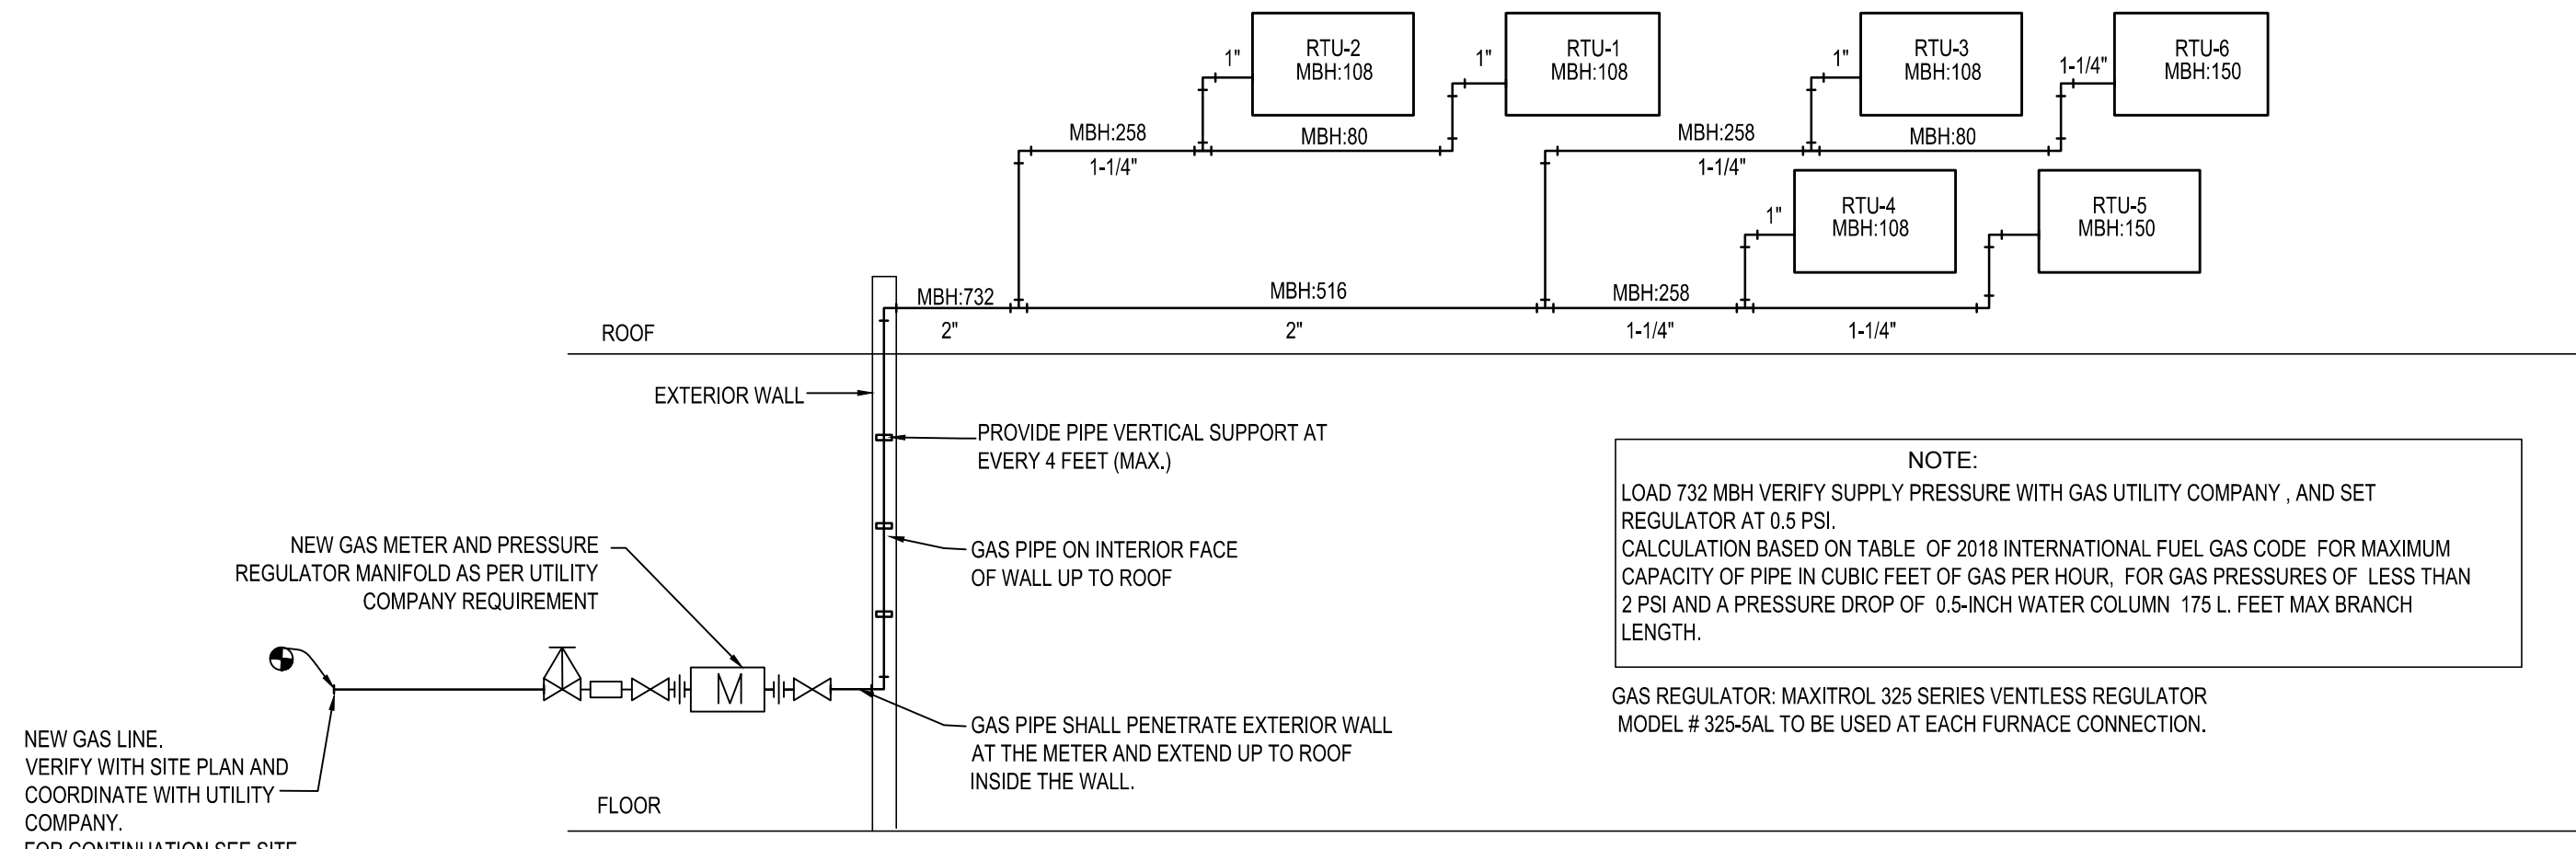 RTU-2
MBH:108
1"
RTU-1
MBH:108
1"
RTU-3
MBH:108
1"
RTU-6
MBH:150
1-1/4"
MBH:258
1-1/4"
MBH:80
MBH:258
1-1/4"
MBH:80
RTU-4
MBH:108
1"
RTU-5
MBH:150
MBH:732
2"
MBH:516
2"
MBH:258
1-1/4"
1-1/4"
ROOF
EXTERIOR WALL
PROVIDE PIPE VERTICAL SUPPORT AT
EVERY 4 FEET (MAX.)
GAS PIPE ON INTERIOR FACE
OF WALL UP TO ROOF
NEW GAS METER AND PRESSURE
REGULATOR MANIFOLD AS PER UTILITY
COMPANY REQUIREMENT
M
GAS PIPE SHALL PENETRATE EXTERIOR WALL
AT THE METER AND EXTEND UP TO ROOF
INSIDE THE WALL.
NEW GAS LINE.
VERIFY WITH SITE PLAN AND
COORDINATE WITH UTILITY
COMPANY.
FOR CONTINUATION SEE SITE
FLOOR
NOTE:
LOAD 732 MBH VERIFY SUPPLY PRESSURE WITH GAS UTILITY COMPANY , AND SET
REGULATOR AT 0.5 PSI.
CALCULATION BASED ON TABLE OF 2018 INTERNATIONAL FUEL GAS CODE FOR MAXIMUM
CAPACITY OF PIPE IN CUBIC FEET OF GAS PER HOUR, FOR GAS PRESSURES OF LESS THAN
2 PSI AND A PRESSURE DROP OF 0.5-INCH WATER COLUMN 175 L. FEET MAX BRANCH
LENGTH.
GAS REGULATOR: MAXITROL 325 SERIES VENTLESS REGULATOR
MODEL # 325-5AL TO BE USED AT EACH FURNACE CONNECTION.